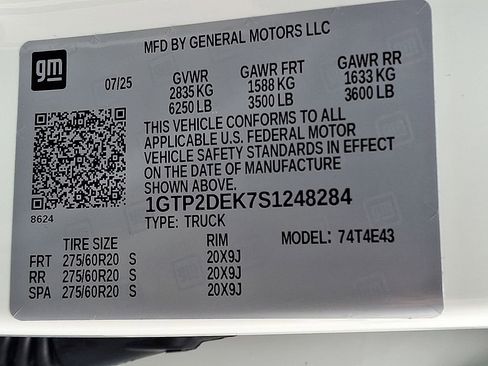 MFD BY GENERAL MOTORS LLC
gm
07/25
GVWR GAWR FRT GAWR RR
2835 KG 1588 KG 1633 KG
6250 LB 3500 LB 3600 LB
THIS VEHICLE CONFORMS TO ALL
APPLICABLE U.S. FEDERAL MOTOR
VEHICLE SAFETY STANDARDS IN EFFECT
ON THE DATE OF MANUFACTURE
SHOWN ABOVE.
8624
1GTP2DEK7S1248284
TYPE: TRUCK
TIRE SIZE RIM MODEL: 74T4E43
FRT 275/60R20 S 20X9J
RR 275/60R20 S 20X9J
SPA 275/60R20 S 20X9J